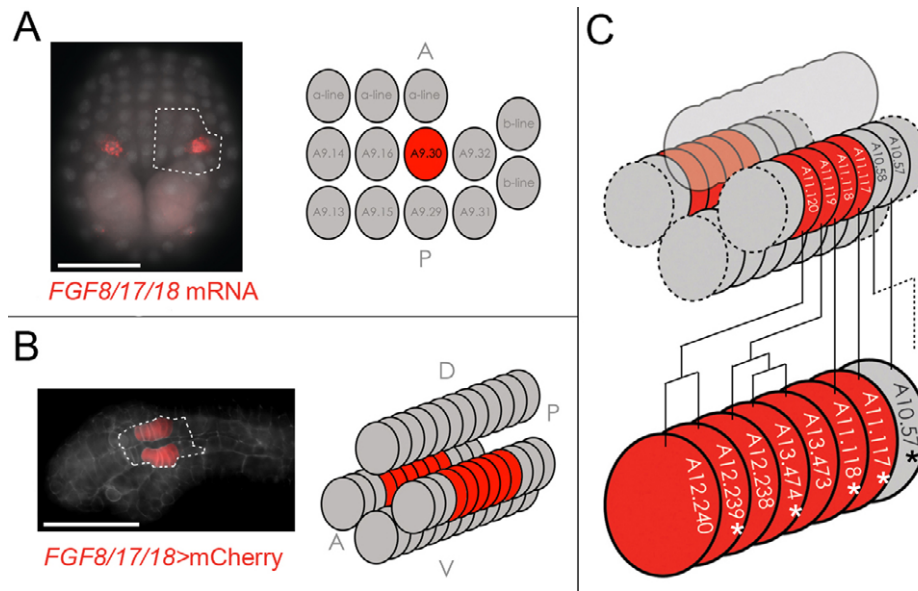 A
A
a-line
a-line
a-line
b-line
A9.14
A9.16
A9.30
A9.32
b-line
A9.13
A9.15
A9.29
A9.31
P
FGF8/17/18 mRNA
B
D
P
A
V
FGF8/17/18>mCherry
C
A11.120
A11.119
A11.118
A11.117
A10.58
A10.57
A12.240
A12.239*
A12.238
A13.474*
A13.473
A11.118*
A11.117*
A10.57*